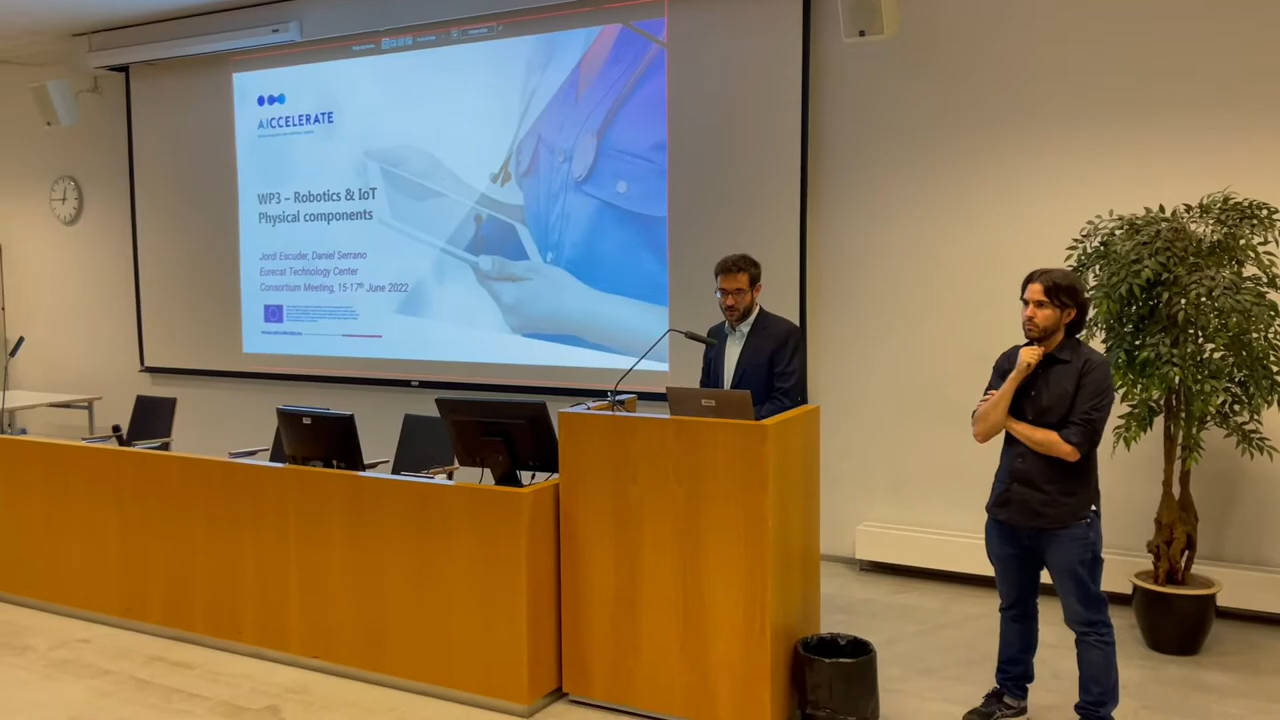 AICCELERATE
WP3 – Robotics & IoT
Physical components
Jordi Escuder, Daniel Serrano
Eurecat Technology Center
Consortium Meeting, 15-17th June 2022